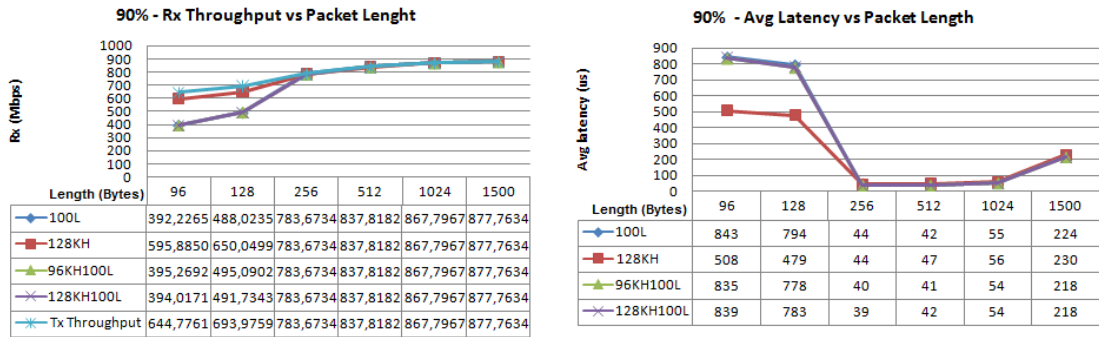 90% - Rx Throughput vs Packet Lenght
Rx (Mbps)
1000
900
800
700
600
500
400
300
200
100
0
Length (Bytes) 96 128 256 512 1024 1500
100L 392,2265 488,0235 783,6734 837,8182 867,7967 877,7634
128KH 595,8850 650,0499 783,6734 837,8182 867,7967 877,7634
96KH100L 395,2692 495,0902 783,6734 837,8182 867,7967 877,7634
128KH100L 394,0171 491,7343 783,6734 837,8182 867,7967 877,7634
Tx Throughput 644,7761 693,9759 783,6734 837,8182 867,7967 877,7634
90% - Avg Latency vs Packet Length
Avg latency (us)
900
800
700
600
500
400
300
200
100
0
Length (Bytes) 96 128 256 512 1024 1500
100L 843 794 44 42 55 224
128KH 508 479 44 47 56 230
96KH100L 835 778 40 41 54 218
128KH100L 839 783 39 42 54 218